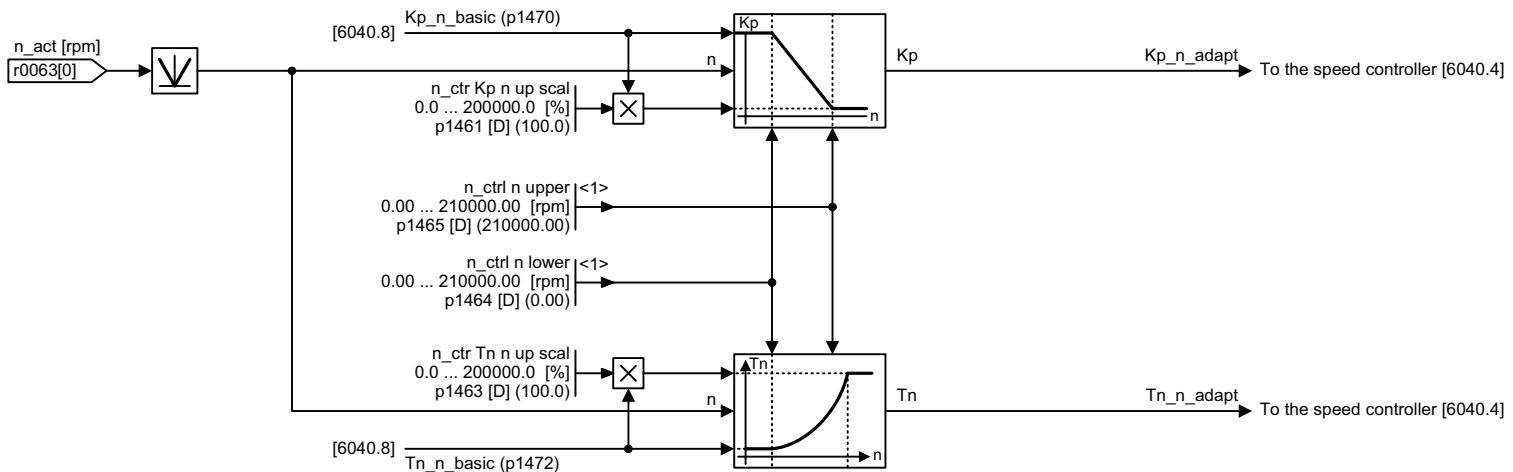 Kp_n_basic (p1470)
[6040.8]
Kp
n_act [rpm]
r0063[0]
n
Kp
Kp_n_adapt
To the speed controller [6040.4]
n_ctr Kp n up scal
0.0 ... 200000.0 [%]
p1461 [D] (100.0)
n
n_ctrl n upper
<1>
0.00 ... 210000.00 [rpm]
p1465 [D] (210000.00)
n_ctrl n lower
<1>
0.00 ... 210000.00 [rpm]
p1464 [D] (0.00)
n_ctr Tn n up scal
0.0 ... 200000.0 [%]
p1463 [D] (100.0)
Tn
n
Tn
Tn_n_adapt
To the speed controller [6040.4]
[6040.8]
n
Tn_n_basic (p1472)